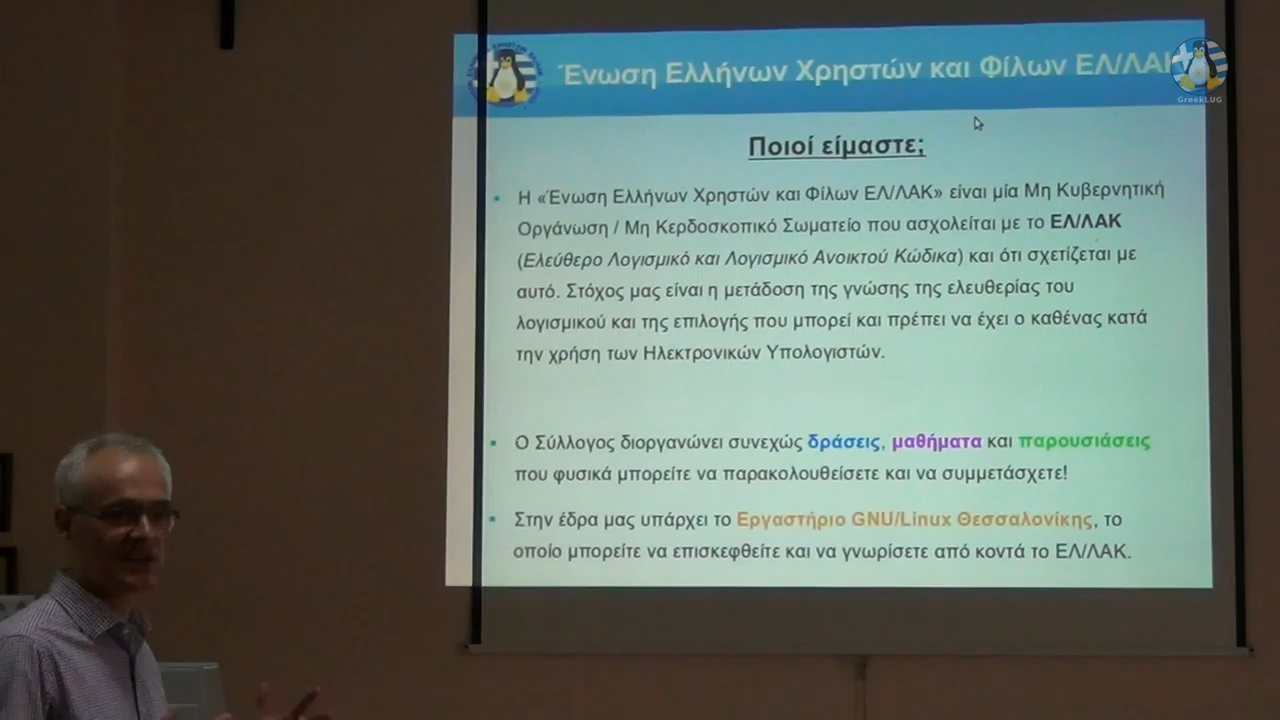 Ένωση Ελλήνων Χρηστών και Φίλων ΕΛ/ΛΑΚ
GreekLUG
Ποιοί είμαστε;
Η «Ένωση Ελλήνων Χρηστών και Φίλων ΕΛ/ΛΑΚ» είναι μία Μη Κυβερνητική
Οργάνωση / Μη Κερδοσκοπικό Σωματείο που ασχολείται με το ΕΛ/ΛΑΚ
(Ελεύθερο Λογισμικό και Λογισμικό Ανοικτού Κώδικα) και ότι σχετίζεται με
αυτό. Στόχος μας είναι η μετάδοση της γνώσης της ελευθερίας του
λογισμικού και της επιλογής που μπορεί και πρέπει να έχει ο καθένας κατά
την χρήση των Ηλεκτρονικών Υπολογιστών.
Ο Σύλλογος διοργανώνει συνεχώς δράσεις, μαθήματα και παρουσιάσεις
που φυσικά μπορείτε να παρακολουθείσετε και να συμμετάσχετε!
Στην έδρα μας υπάρχει το Εργαστήριο GNU/Linux Θεσσαλονίκης, το
οποίο μπορείτε να επισκεφθείτε και να γνωρίσετε από κοντά το ΕΛ/ΛΑΚ.